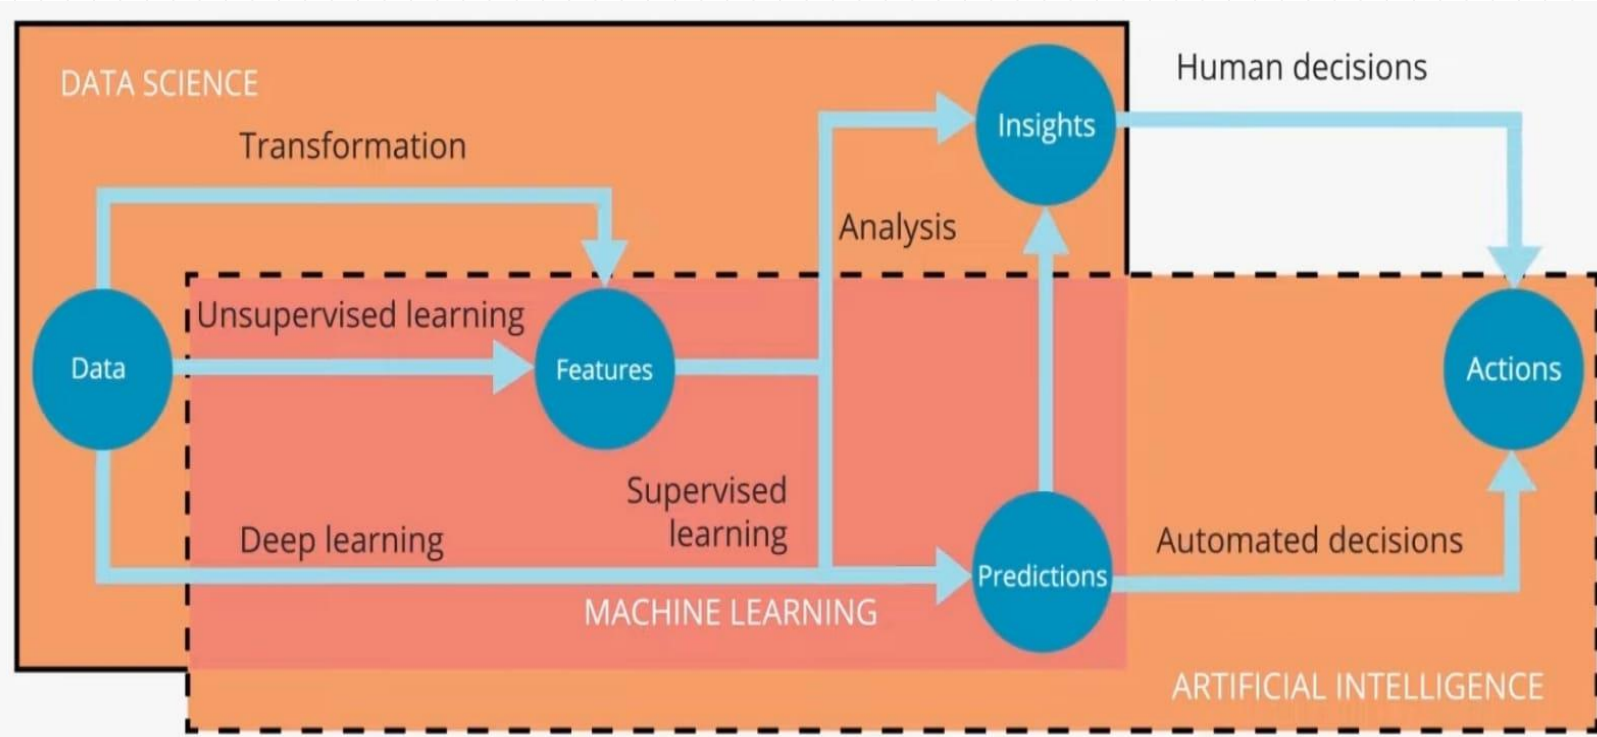 DATA SCIENCE
Human decisions
Insights
Transformation
Analysis
Unsupervised learning
Data
Features
Actions
Supervised
learning
Deep learning
Predictions
Automated decisions
MACHINE LEARNING
ARTIFICIAL INTELLIGENCE